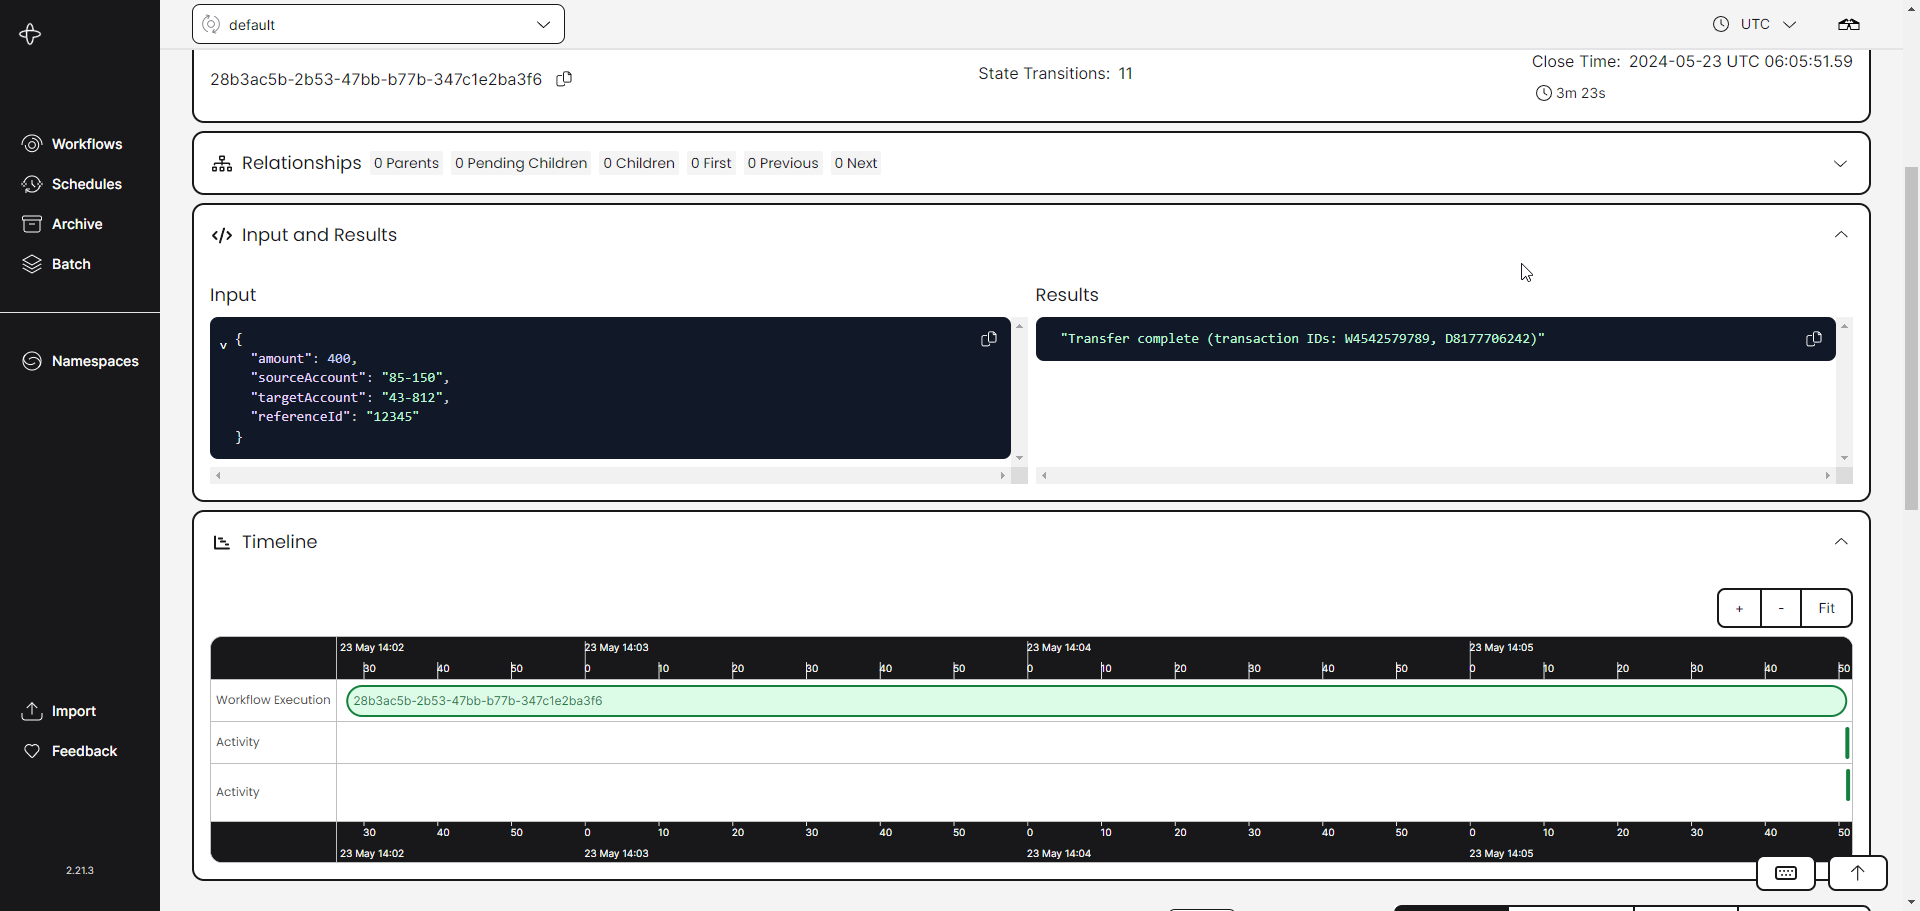 default
UTC
28b3ac5b-2b53-47bb-b77b-347c1e2ba3f6
State Transitions: 11
Close Time: 2024-05-23 UTC 06:05:51.59
3m 23s
Workflows
Schedules
Archive
Batch
Namespaces
Import
Feedback
2.21.3
Relationships 0 Parents 0 Pending Children 0 Children 0 First 0 Previous 0 Next
</> Input and Results
Input
{
"amount": 400,
"sourceAccount": "85-150",
"targetAccount": "43-812",
"referenceId": "12345"
}
Results
"Transfer complete (transaction IDs: W4542579789, D8177706242)"
Timeline
+ - Fit
23 May 14:02 23 May 14:03 23 May 14:04 23 May 14:05
30 40 50 0 10 20 30 40 50 0 10 20 30 40 50 0 10 20 30 40 50
Workflow Execution 28b3ac5b-2b53-47bb-b77b-347c1e2ba3f6
Activity
Activity
30 40 50 0 10 20 30 40 50 0 10 20 30 40 50 0 10 20 30 40 50
23 May 14:02 23 May 14:03 23 May 14:04 23 May 14:05